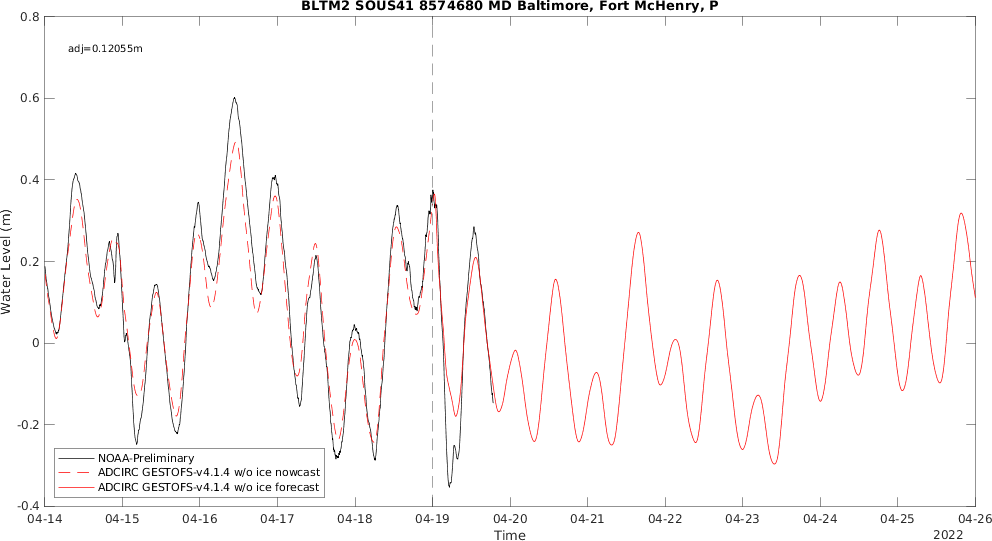 BLTM2 SOUS41 8574680 MD Baltimore, Fort McHenry, P
adj=0.12055m
0.8
0.6
0.4
0.2
0
-0.2
-0.4
Water Level (m)
NOAA-Preliminary
ADCIRC GESTOFS-v4.1.4 w/o ice nowcast
ADCIRC GESTOFS-v4.1.4 w/o ice forecast
04-14 04-15 04-16 04-17 04-18 04-19 04-20 04-21 04-22 04-23 04-24 04-25 04-26
Time
2022